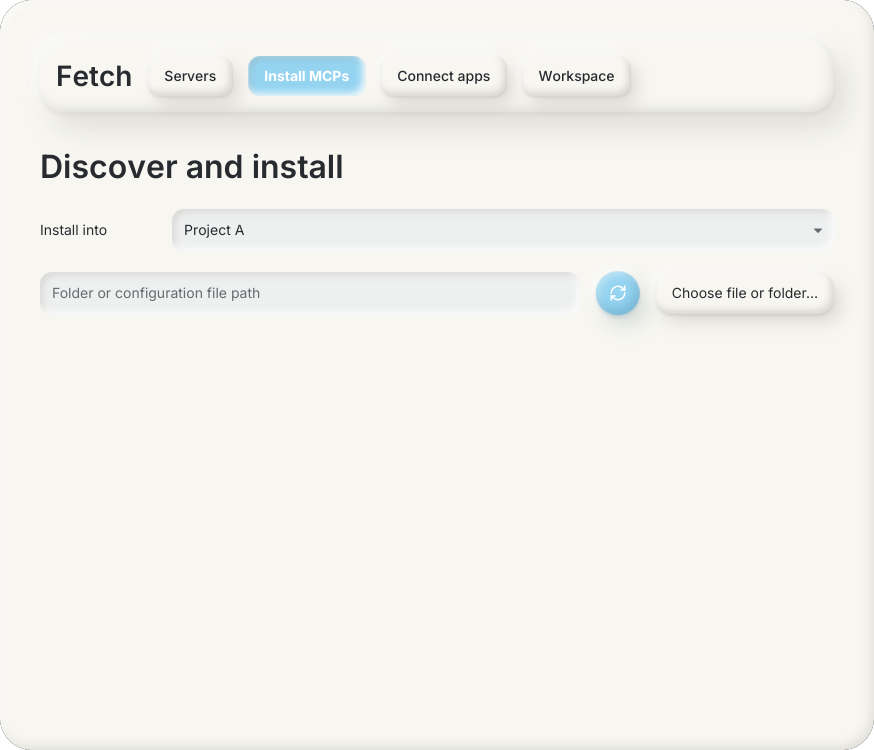 Fetch Servers Install MCPs Connect apps Workspace
Discover and install
Install into Project A
Folder or configuration file path Choose file or folder...